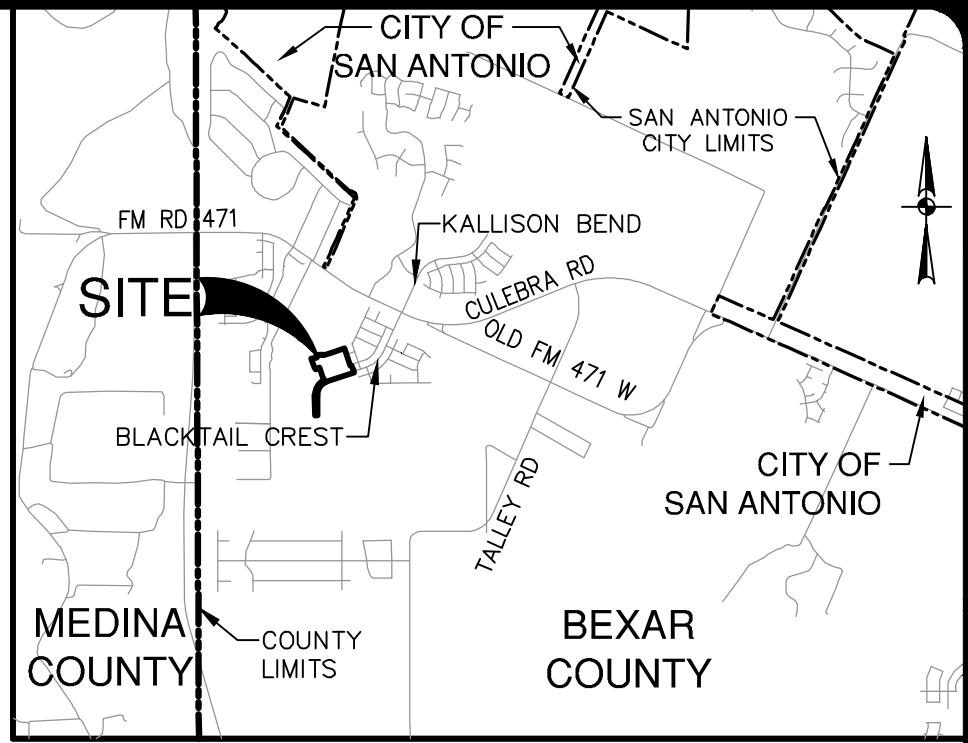 CITY OF
SAN ANTONIO
SAN ANTONIO
CITY LIMITS
FM RD 471
KALLISON BEND
SITE
CULEBRA RD
OLD FM 471 W
BLACKTAIL CREST
CITY OF
SAN ANTONIO
TALLEY RD
MEDINA
COUNTY
COUNTY
LIMITS
BEXAR
COUNTY